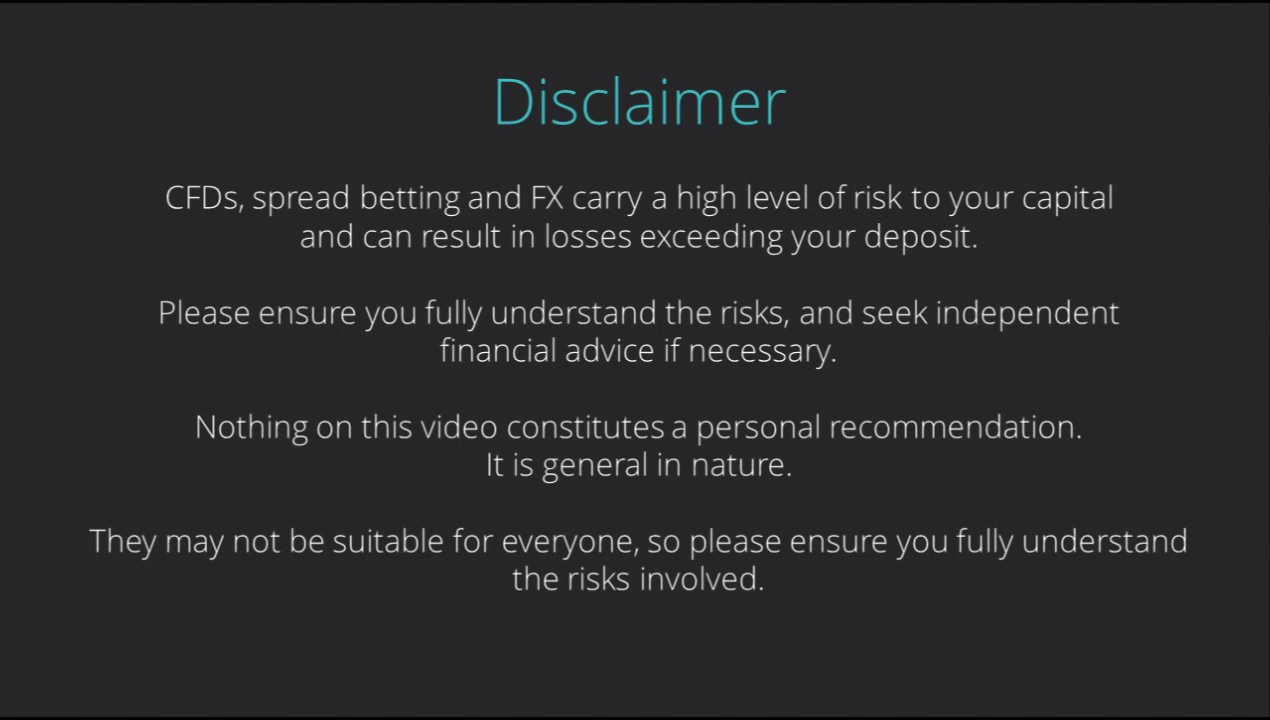 Disclaimer
CFDs, spread betting and FX carry a high level of risk to your capital
and can result in losses exceeding your deposit.
Please ensure you fully understand the risks, and seek independent
financial advice if necessary.
Nothing on this video constitutes a personal recommendation.
It is general in nature.
They may not be suitable for everyone, so please ensure you fully understand
the risks involved.